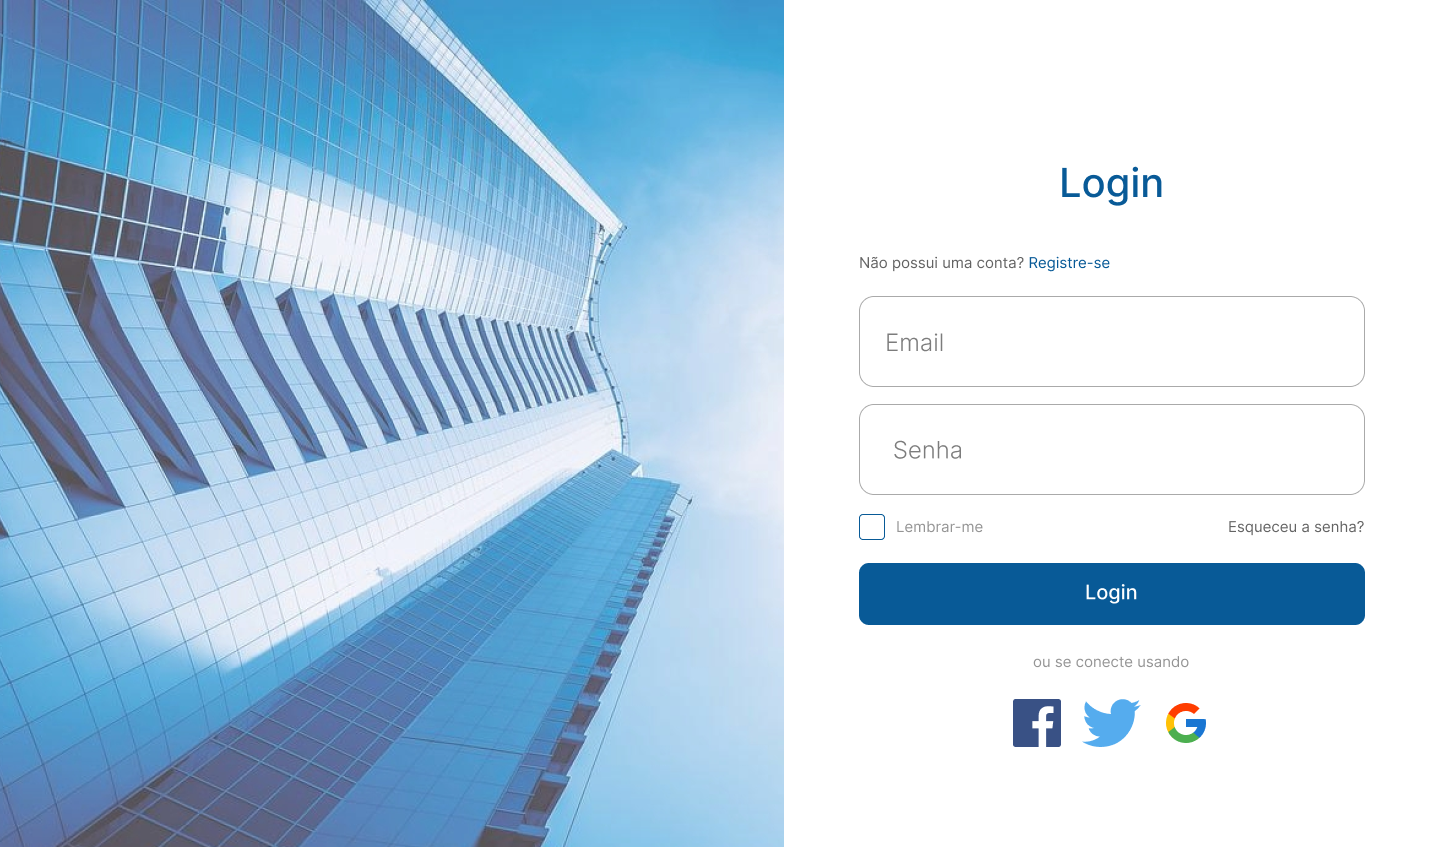 Login
Não possui uma conta? Registre-se
Email
Senha
Lembrar-me
Esqueceu a senha?
Login
ou se conecte usando